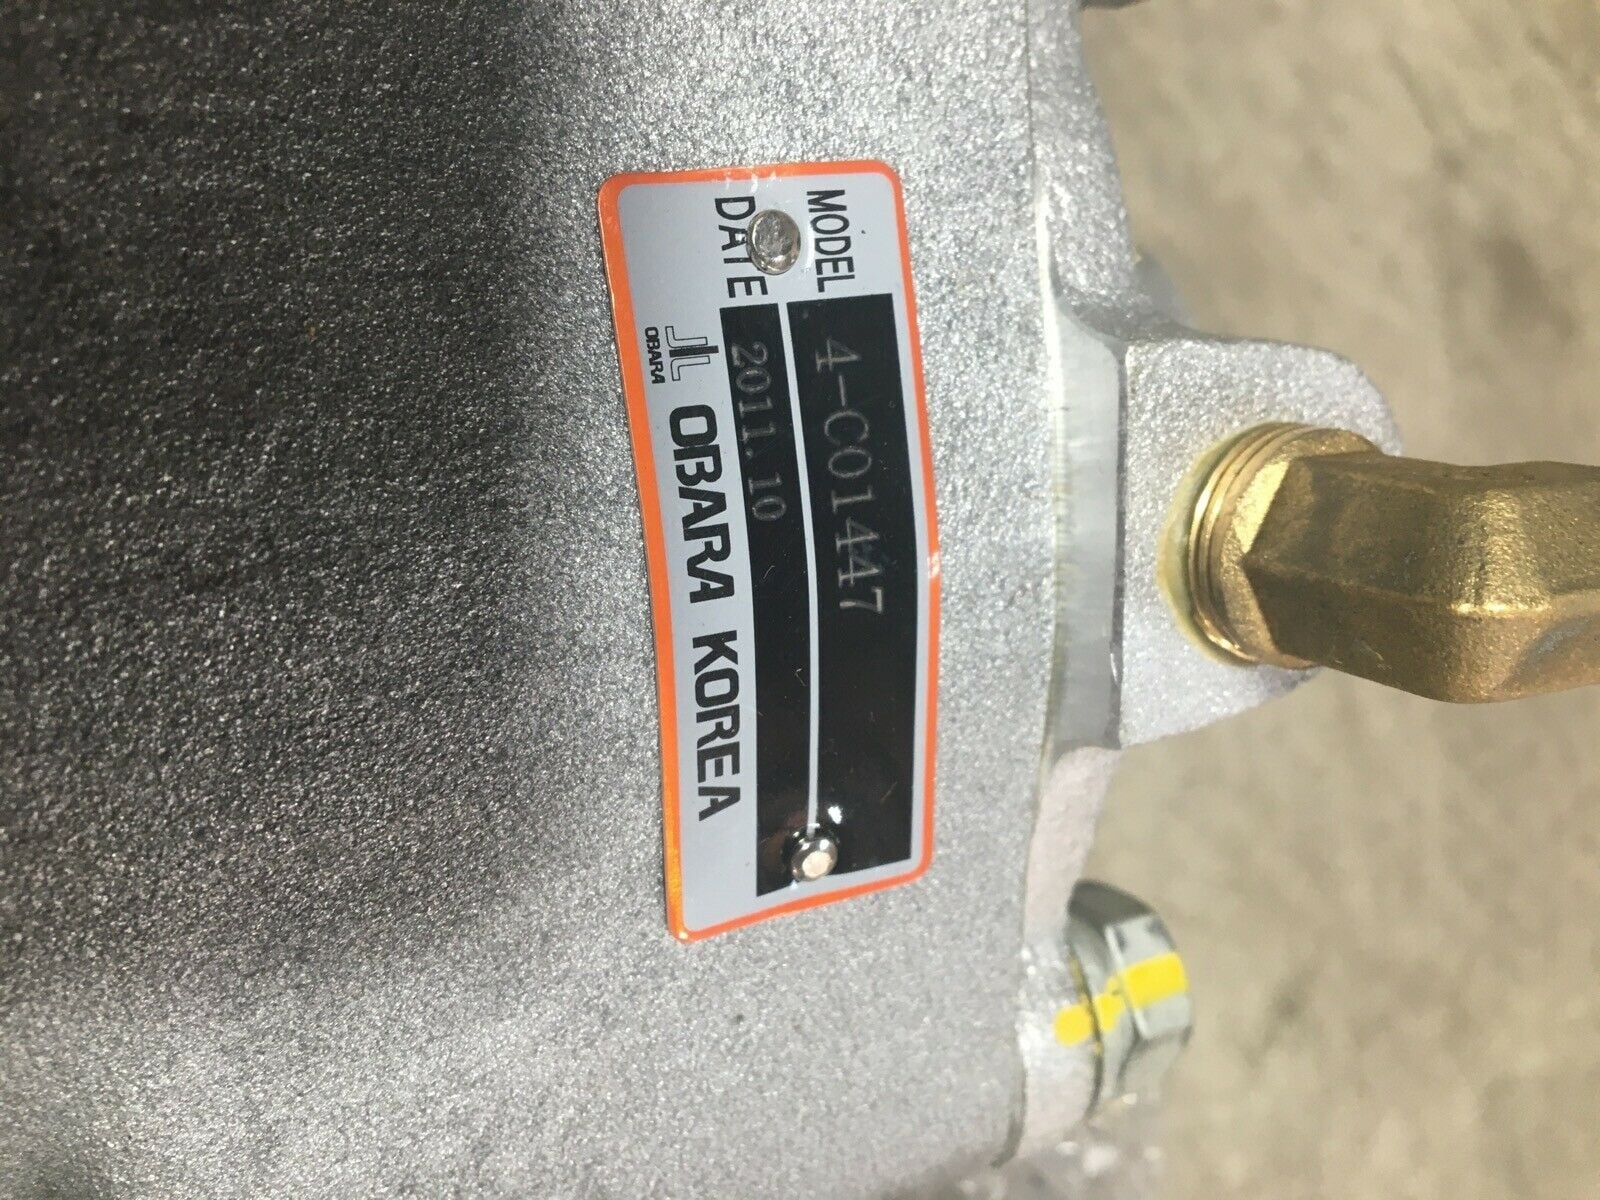 MODEL 4-C01447
DATE 2011.10
OBARA
OBARA KOREA